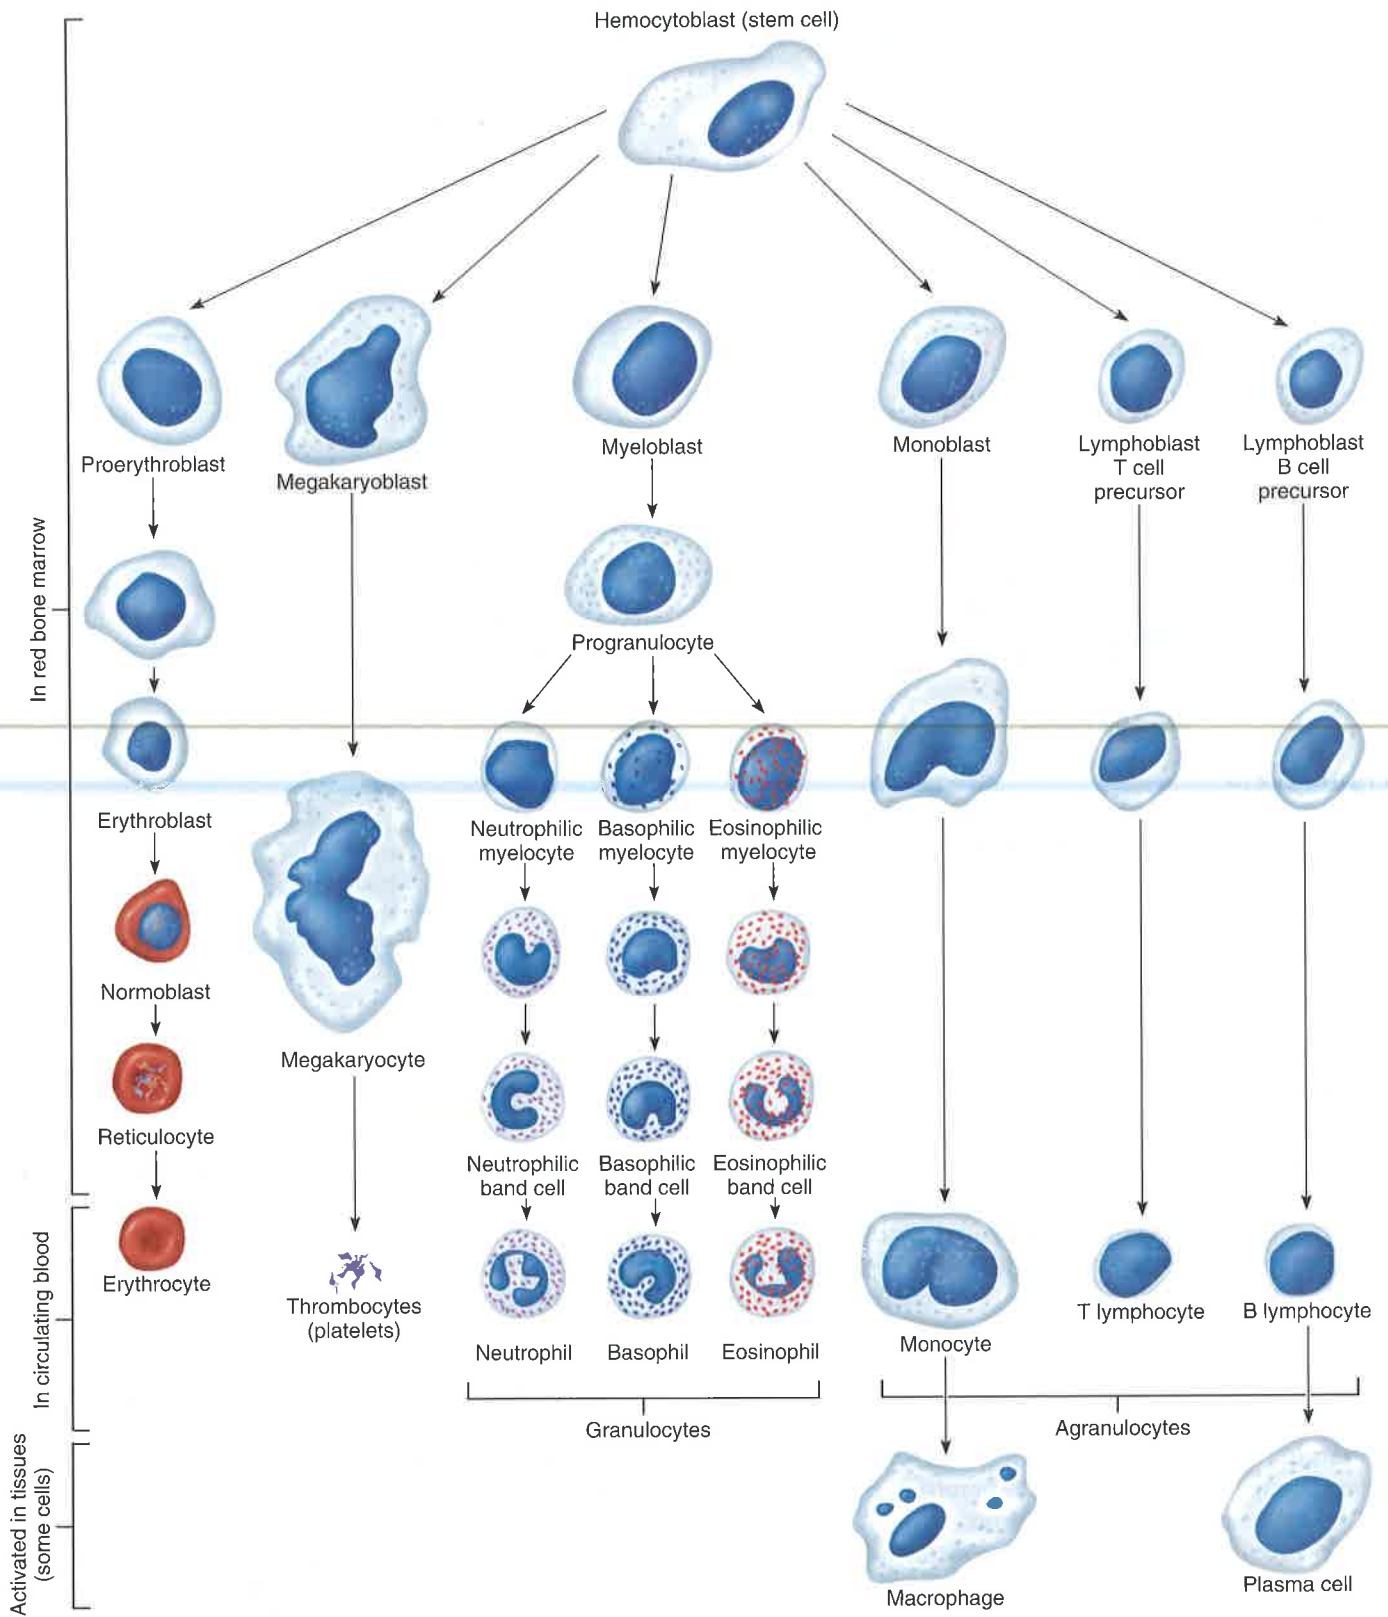 Hemocytoblast (stem cell)
Proerythroblast
Megakaryoblast
Myeloblast
Monoblast
Lymphoblast
T cell
precursor
Lymphoblast
B cell
precursor
In red bone marrow
Progranulocyte
Erythroblast
Neutrophilic
myelocyte
Basophilic
myelocyte
Eosinophilic
myelocyte
Normoblast
Megakaryocyte
Reticulocyte
Neutrophilic
band cell
Basophilic
band cell
Eosinophilic
band cell
In circulating blood
Erythrocyte
Thrombocytes
(platelets)
Neutrophil
Basophil
Eosinophil
Monocyte
T lymphocyte
B lymphocyte
Granulocytes
Agranulocytes
Activated in tissues
(some cells)
Macrophage
Plasma cell